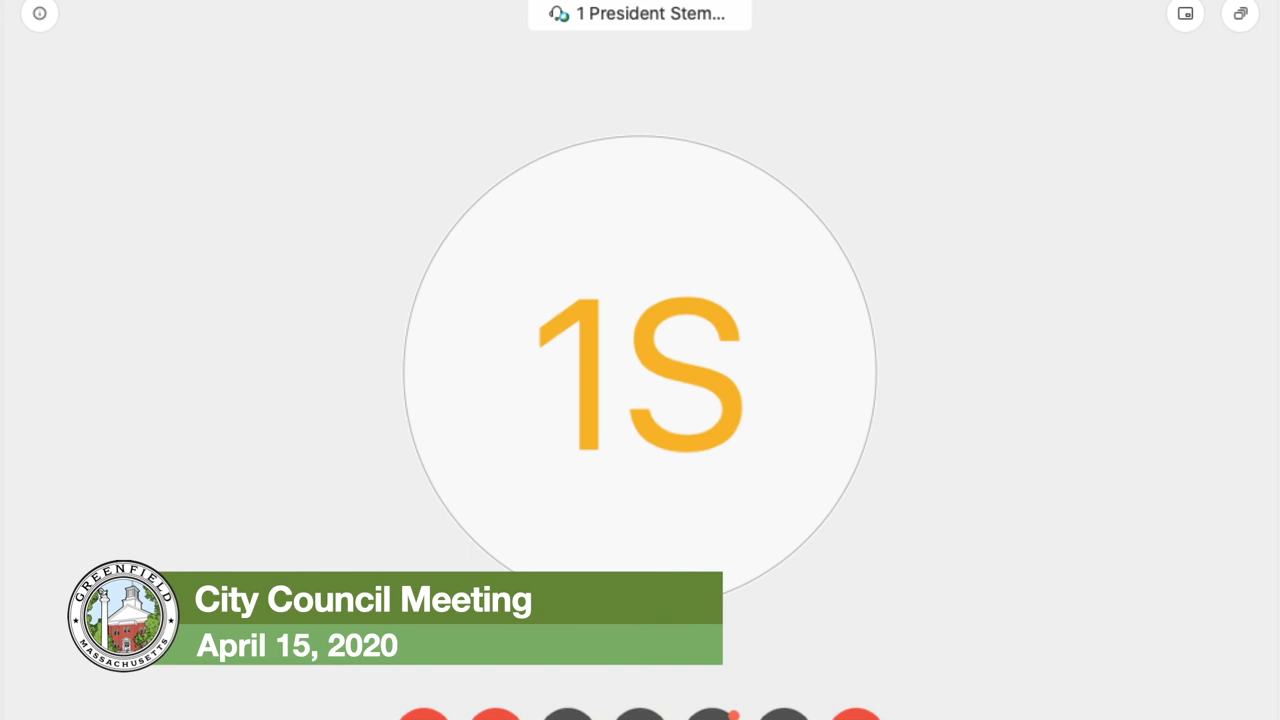 1 President Stem...
1S
City Council Meeting
April 15, 2020
GREENFIELD
MASSACHUSETTS